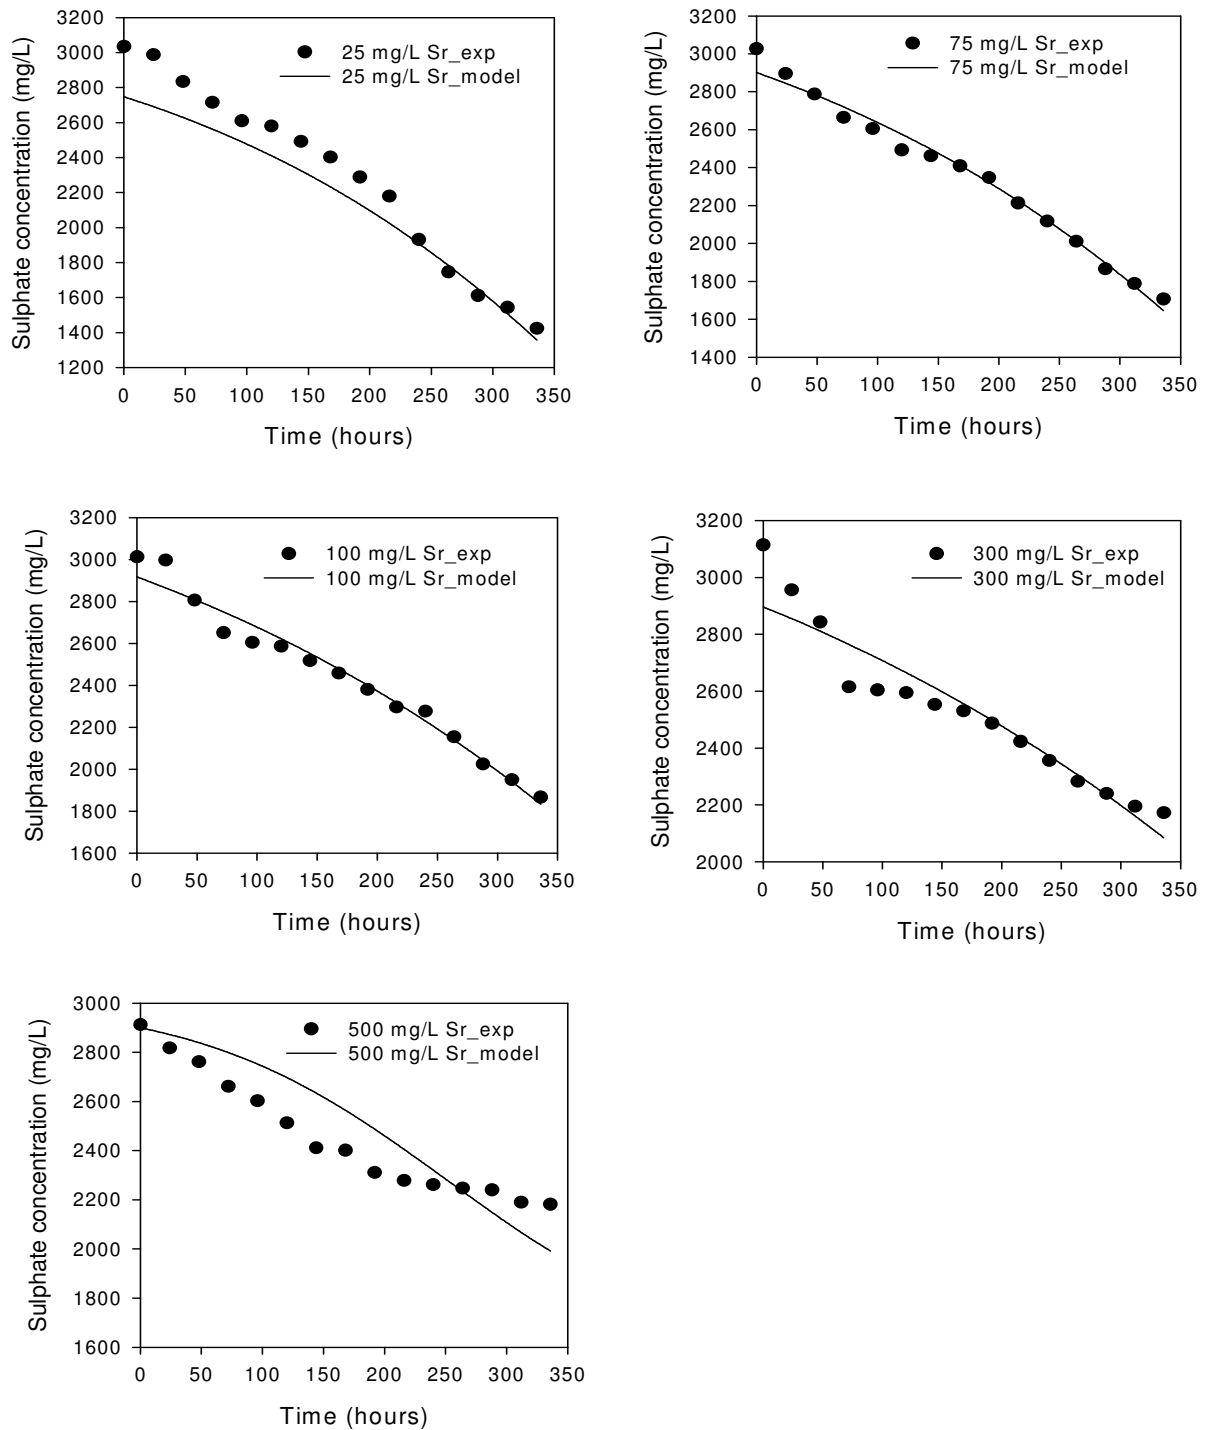 3200
3000
2800
2600
2400
2200
2000
1800
1600
1400
1200
Sulphate concentration (mg/L)
25 mg/L Sr_exp
25 mg/L Sr_model
0 50 100 150 200 250 300 350
Time (hours)
3200
3000
2800
2600
2400
2200
2000
1800
1600
1400
Sulphate concentration (mg/L)
75 mg/L Sr_exp
75 mg/L Sr_model
0 50 100 150 200 250 300 350
Time (hours)
3200
3000
2800
2600
2400
2200
2000
1800
1600
Sulphate concentration (mg/L)
100 mg/L Sr_exp
100 mg/L Sr_model
0 50 100 150 200 250 300 350
Time (hours)
3200
3000
2800
2600
2400
2200
2000
Sulphate concentration (mg/L)
300 mg/L Sr_exp
300 mg/L Sr_model
0 50 100 150 200 250 300 350
Time (hours)
3000
2800
2600
2400
2200
2000
1800
1600
Sulphate concentration (mg/L)
500 mg/L Sr_exp
500 mg/L Sr_model
0 50 100 150 200 250 300 350
Time (hours)